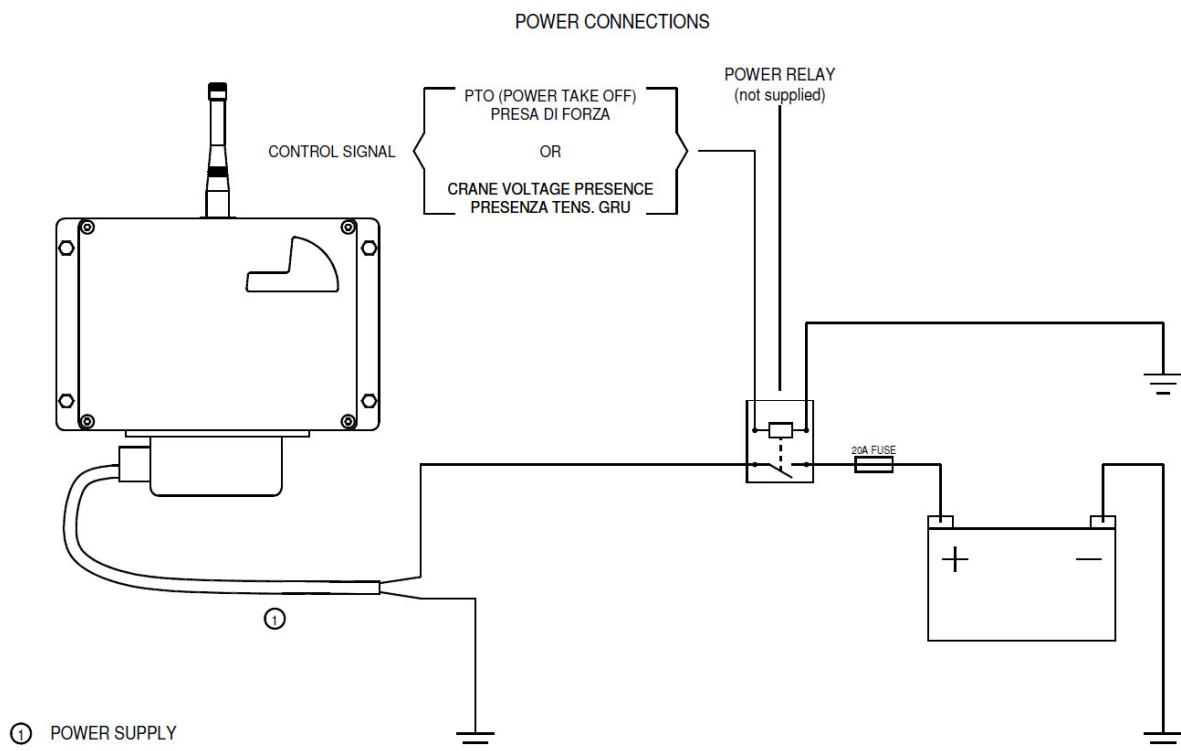 POWER CONNECTIONS
POWER RELAY
(not supplied)
PTO (POWER TAKE OFF)
PRESA DI FORZA
CONTROL SIGNAL
OR
CRANE VOLTAGE PRESENCE
PRESENZA TENS. GRU
20A FUSE
+
−
1
1 POWER SUPPLY